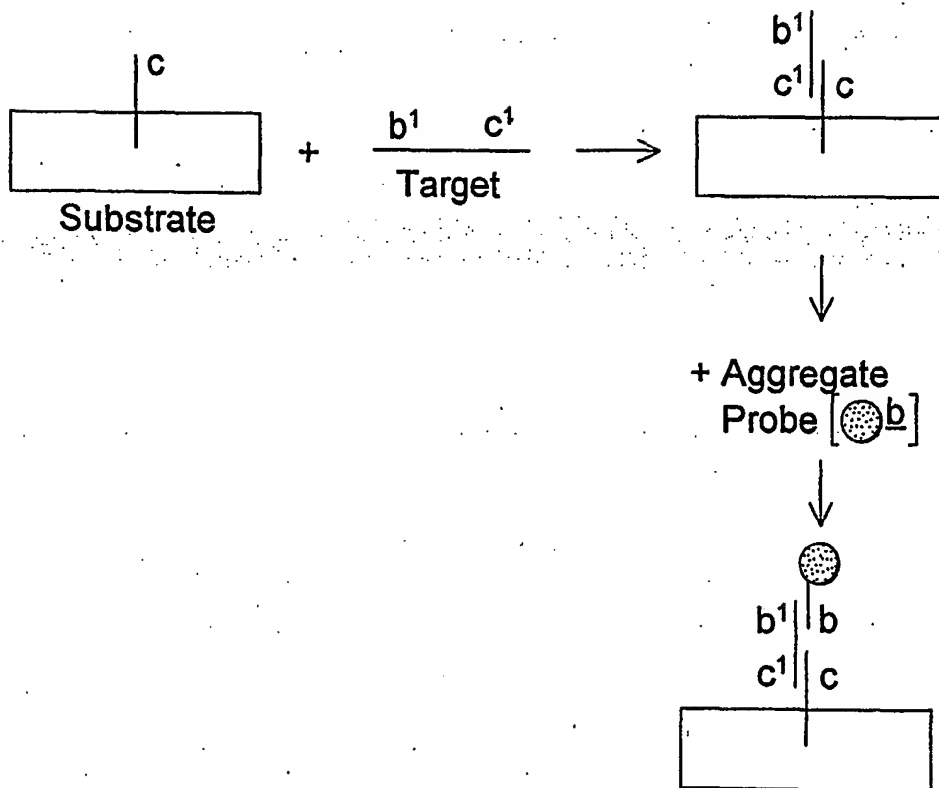 c
Substrate
+
b¹ c¹
Target
b¹
c¹ c
+ Aggregate
Probe [b]
b¹ b
c¹ c